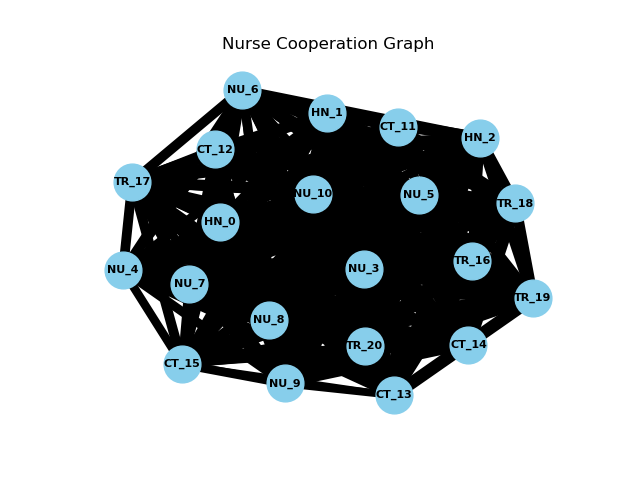 Nurse Cooperation Graph
NU_6
HN_1
CT_11
HN_2
CT_12
TR_17
NU_10
NU_5
TR_18
HN_0
TR_16
NU_3
NU_4
NU_7
TR_19
NU_8
TR_20
CT_14
CT_15
NU_9
CT_13